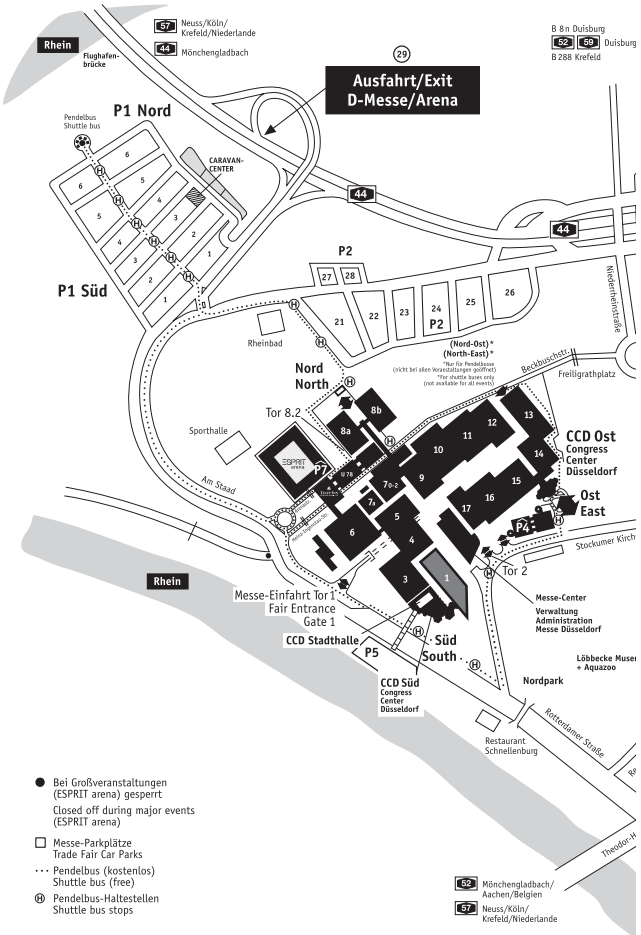 57 Neuss/Köln/
Krefeld/Niederlande
44 Mönchengladbach
Rhein
Flughafen-
brücke
29
Ausfahrt/Exit
D-Messe/Arena
B 8n Duisburg
52 59 Duisburg
B 288 Krefeld
P1 Nord
Pendelbus
Shuttle bus
CARAVAN-
CENTER
6
6
5
5
4
4
3
3
2
2
1
1
H
H
H
H
H
H
44
44
P1 Süd
P2
27 28
21 22 23 24 25 26
P2
Niederrheinstraße
Rheinbad
H
H
(Nord-Ost)*
(North-East)*
*Nur für Pendelbusse
(nicht bei allen Veranstaltungen geöffnet)
*For shuttle buses only
(not available for all events)
Beckbuschstr.
Freiligrathplatz
Nord
North
H
Tor 8.2
8b
8a
H
Sporthalle
ESPRIT
arena
P7
U 78
Am Staad
13
12
11
10
9
14
15
16
17
7 0-2
7a
6
5
4
3
1
CCD Ost
Congress
Center
Düsseldorf
Ost
East
P4
H
Stockumer Kirch
Tor 2
H
Rhein
Messe-Einfahrt Tor 1
Fair Entrance
Gate 1
Messe-Center
Verwaltung
Administration
Messe Düsseldorf
CCD Stadthalle
H
Süd
South
P5
H
CCD Süd
Congress
Center
Düsseldorf
Löbbecke Muse
+ Aquazoo
Nordpark
Rotterdamer Straße
Restaurant
Schnellenburg
Re
Theodor-H
Bei Großveranstaltungen
(ESPRIT arena) gesperrt
Closed off during major events
(ESPRIT arena)
Messe-Parkplätze
Trade Fair Car Parks
Pendelbus (kostenlos)
Shuttle bus (free)
H Pendelbus-Haltestellen
Shuttle bus stops
52 Mönchengladbach/
Aachen/Belgien
57 Neuss/Köln/
Krefeld/Niederlande